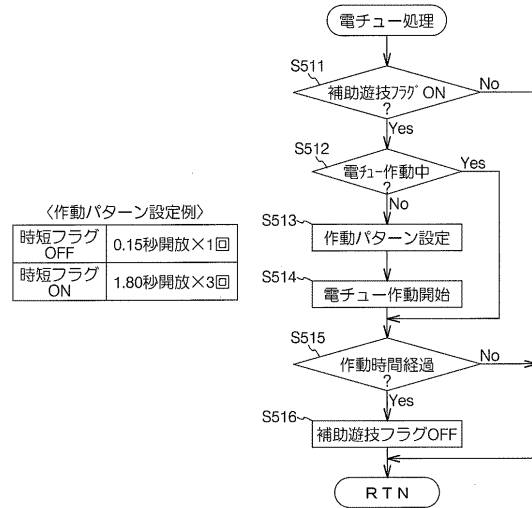 電チュー処理
S511
補助遊技フラグON
?
No
Yes
S512
電チュー作動中
?
Yes
No
〈作動パターン設定例〉
時短フラグ
OFF
0.15秒開放×1回
時短フラグ
ON
1.80秒開放×3回
S513
作動パターン設定
S514
電チュー作動開始
S515
作動時間経過
?
No
Yes
S516
補助遊技フラグOFF
RTN